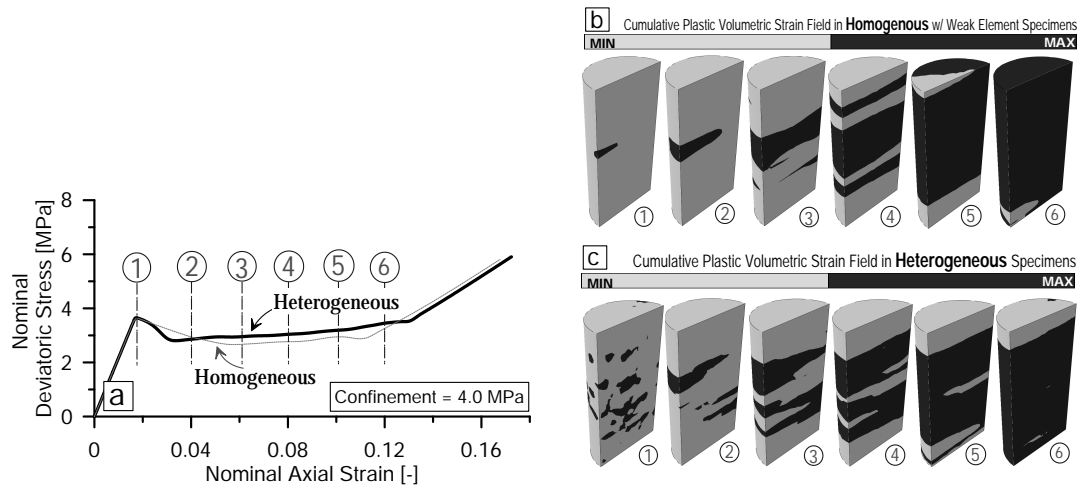 8
6
4
2
0
Nominal
Deviatoric Stress [MPa]
1
2
3
4
5
6
Heterogeneous
Homogeneous
a
Confinement = 4.0 MPa
0
0.04
0.08
0.12
0.16
Nominal Axial Strain [-]
b
Cumulative Plastic Volumetric Strain Field in Homogenous w/ Weak Element Specimens
MIN MAX
1
2
3
4
5
6
c
Cumulative Plastic Volumetric Strain Field in Heterogeneous Specimens
MIN MAX
1
2
3
4
5
6